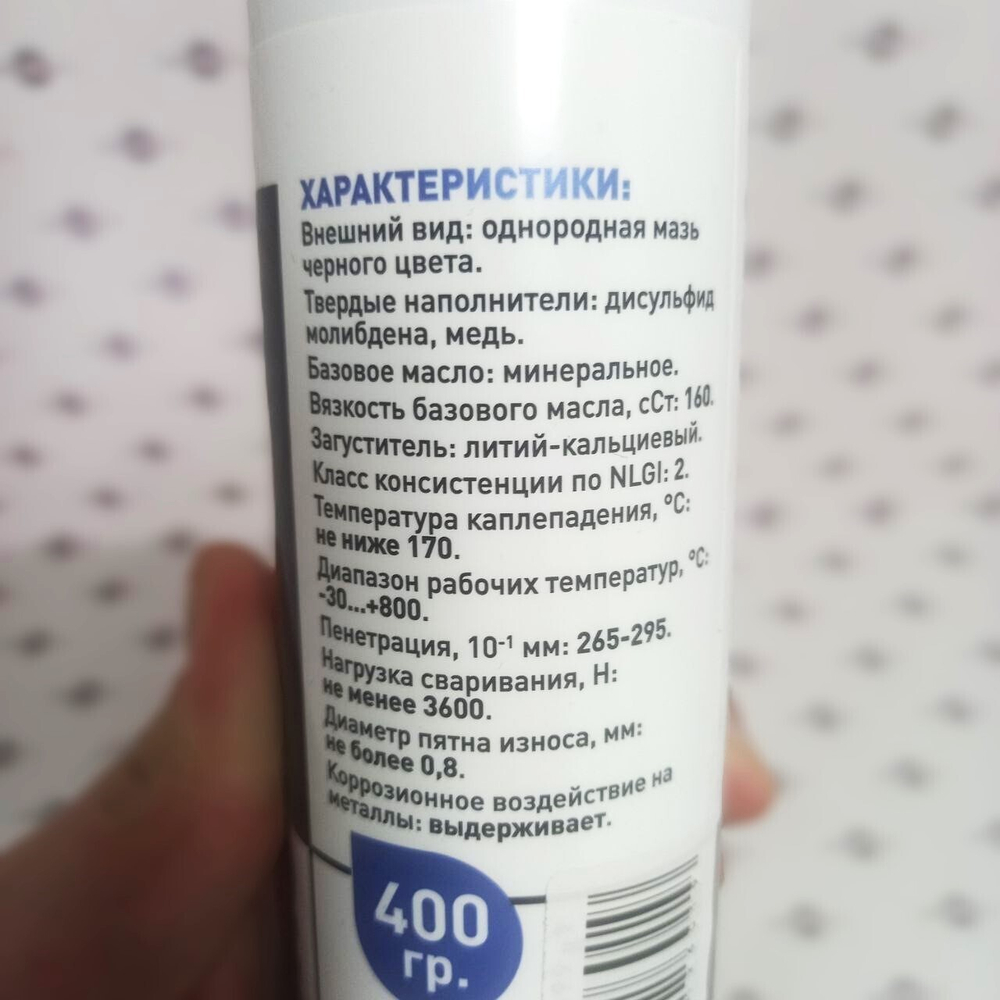 ХАРАКТЕРИСТИКИ:
Внешний вид: однородная мазь
черного цвета.
Твердые наполнители: дисульфид
молибдена, медь.
Базовое масло: минеральное.
Вязкость базового масла, сСт: 160.
Загуститель: литий-кальциевый.
Класс консистенции по NLGI: 2.
Температура каплепадения, °C:
не ниже 170.
Диапазон рабочих температур, °C:
-30...+800.
Пенетрация, 10⁻¹ мм: 265-295.
Нагрузка сваривания, Н:
не менее 3600.
Диаметр пятна износа, мм:
не более 0,8.
Коррозионное воздействие на
металлы: выдерживает.
400
гр.